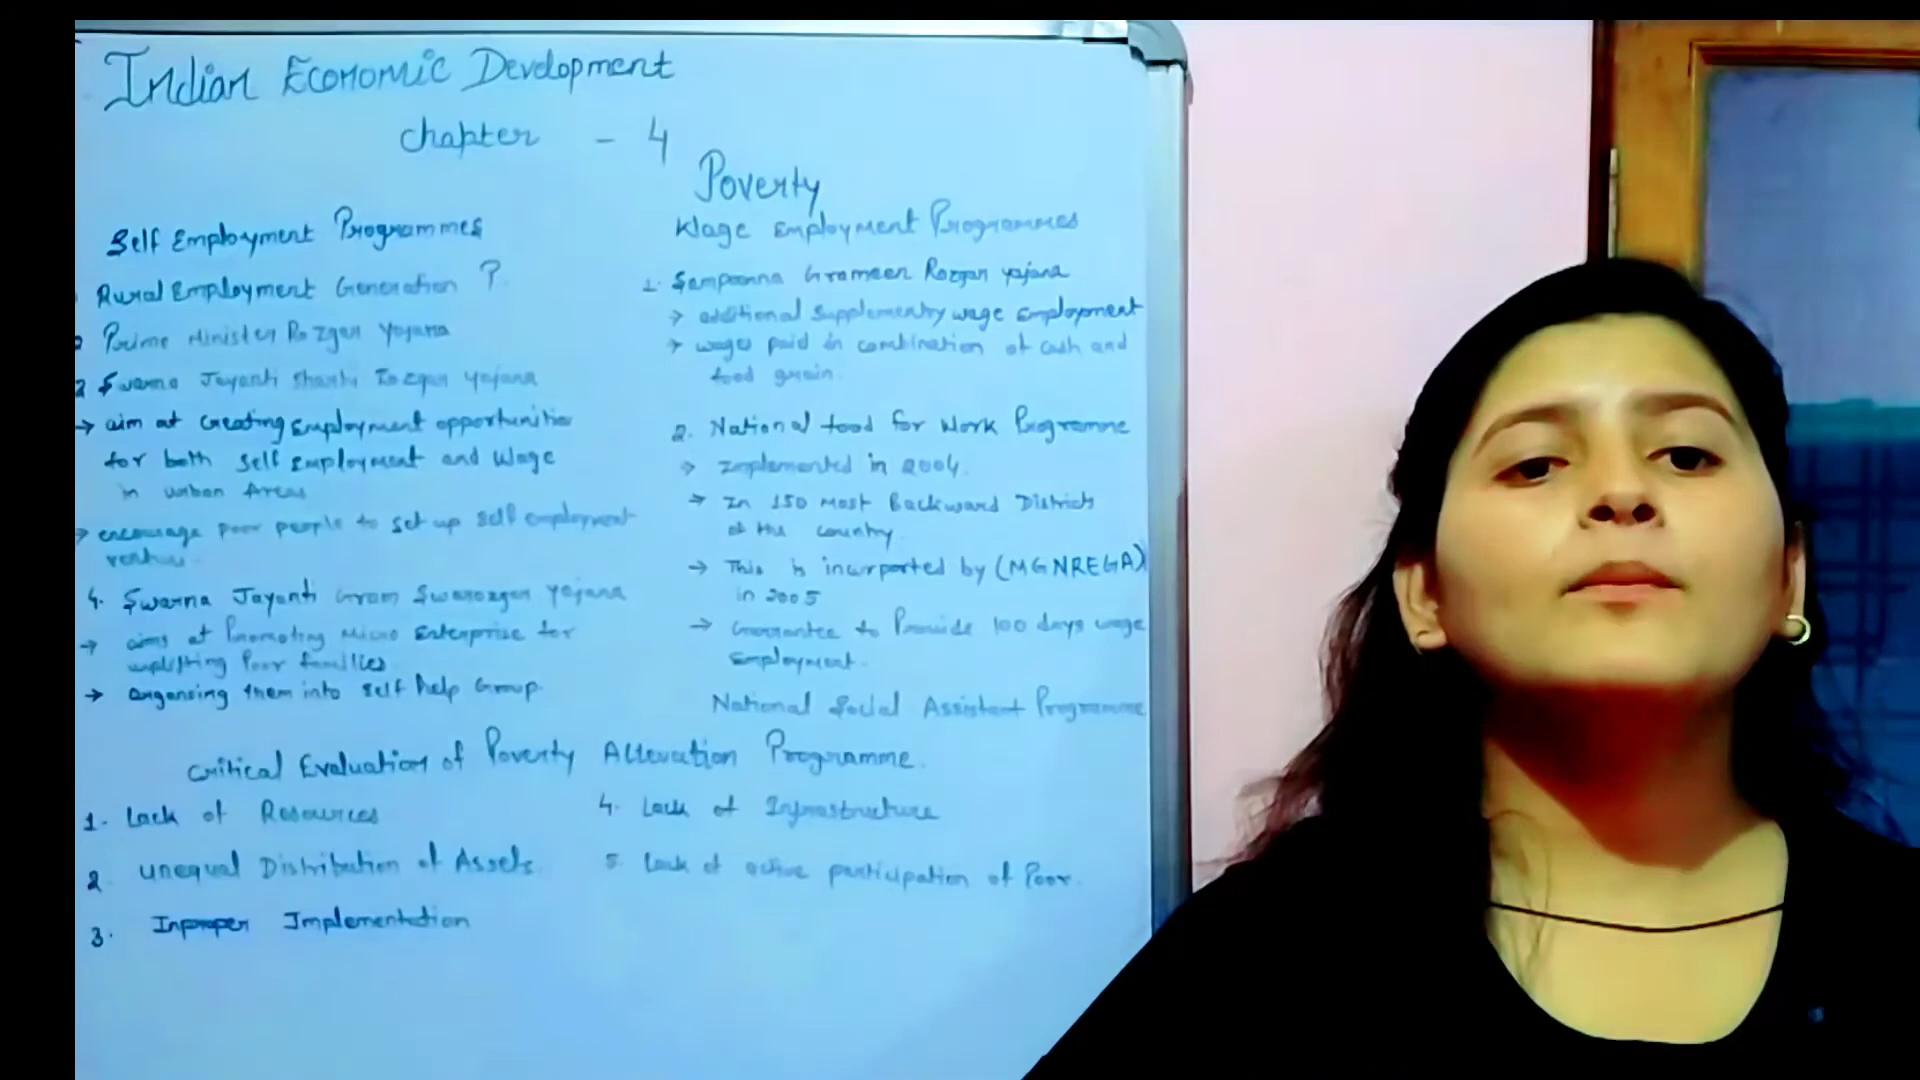 Indian Economic Development
Chapter - 4
Poverty
Self Employment Programmes
Rural Employment Generation P.
2 Prime Minister Rozgar Yojana
3 Swarna Jayanti Shahri Rozgar Yojana
→ aim at creating employment opportunities
for both self employment and wage
in urban Areas
→ encourage poor people to set up self employment
4. Swarna Jayanti Gram Swarozgar Yojana
→ aims at Promoting Micro Enterprise for
uplifting Poor families
→ organsing them into self help Group.
Wage Employment Programmes
1. Sampoorna Grameen Rozgar Yojana
→ additional supplementry wage employment
→ wages paid in combination of cash and
food grain.
2. National food for Work Programme
→ Implemented in 2004.
→ In 150 most Backward Districts
of the country.
→ This is incorported by (MGNREGA)
in 2005
→ Guarantee to Provide 100 days wage
Employment.
National Social Assistant Programme
Critical Evaluation of Poverty Allevation Programme.
1. Lack of Resources
2. Unequal Distribution of Assets.
3. Inproper Implementation
4. Lack of Infrastructure
5. Lack of active participation of Poor.